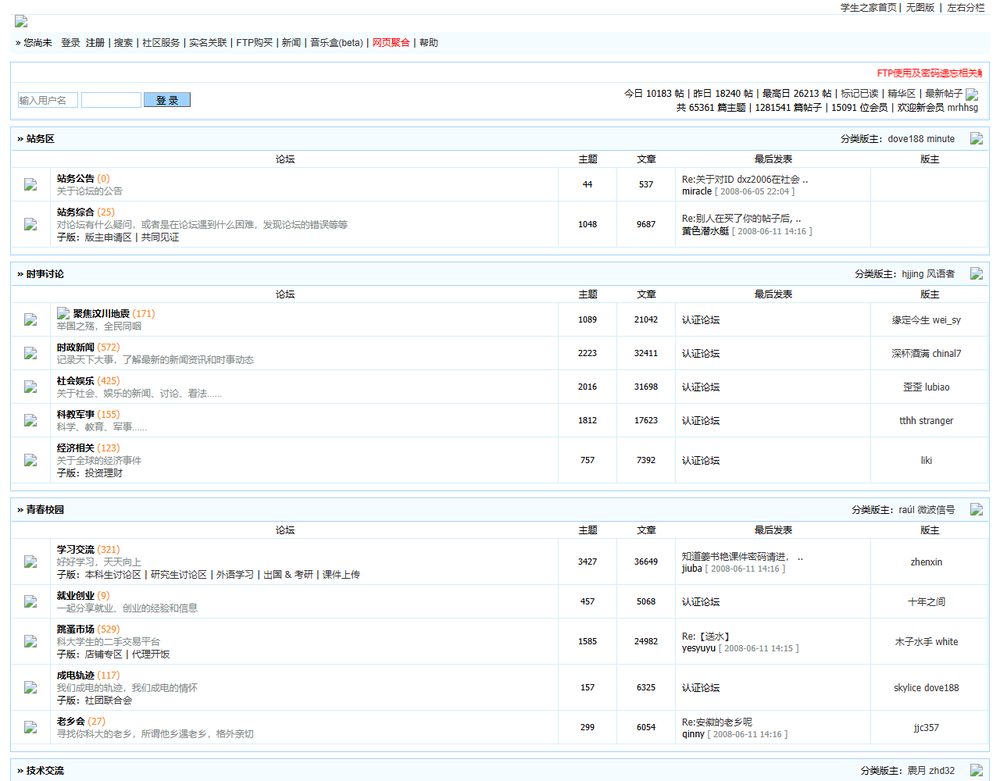 学生之家首页 | 无图版 | 左右分栏
» 您尚未 登录 注册 | 搜索 | 社区服务 | 实名关联 | FTP购买 | 新闻 | 音乐盒(beta) | 网页聚合 | 帮助
FTP使用及密码遗忘相关
输入用户名 登 录
今日 10183 帖 | 昨日 18240 帖 | 最高日 26213 帖 | 标记已读 | 精华区 | 最新帖子
共 65361 篇主题 | 1281541 篇帖子 | 15091 位会员 | 欢迎新会员 mrhhsg
» 站务区 分类版主: dove188 minute
论坛 主题 文章 最后发表 版主
站务公告 (0)
关于论坛的公告
44 537
Re:关于对ID dxz2006在社会 ..
miracle [ 2008-06-05 22:04 ]
站务综合 (25)
对论坛有什么疑问，或者是在论坛遇到什么困难，发现论坛的错误等等
子版：版主申请区 | 共同见证
1048 9687
Re:别人在买了你的帖子后, ..
黄色潜水艇 [ 2008-06-11 14:16 ]
» 时事讨论 分类版主: hjjing 风语者
论坛 主题 文章 最后发表 版主
聚焦汶川地震 (171)
举国之殇，全民同咽
1089 21042 认证论坛 缘定今生 wei_sy
时政新闻 (572)
记录天下大事，了解最新的新闻资讯和时事动态
2223 32411 认证论坛 深杯酒满 chinal7
社会娱乐 (425)
关于社会、娱乐的新闻、讨论、看法……
2016 31698 认证论坛 歪歪 lubiao
科教军事 (155)
科学、教育、军事……
1812 17623 认证论坛 tthh stranger
经济相关 (123)
关于全球的经济事件
子版：投资理财
757 7392 认证论坛 liki
» 青春校园 分类版主: raúl 微波信号
论坛 主题 文章 最后发表 版主
学习交流 (321)
好好学习，天天向上
子版：本科生讨论区 | 研究生讨论区 | 外语学习 | 出国 & 考研 | 课件上传
3427 36649
知道姜书艳课件密码请进， ..
jiuba [ 2008-06-11 14:16 ]
zhenxin
就业创业 (9)
一起分享就业、创业的经验和信息
457 5068 认证论坛 十年之间
跳蚤市场 (529)
科大学生的二手交易平台
子版：店铺专区 | 代理开饭
1585 24982
Re:【送水】
yesyuyu [ 2008-06-11 14:15 ]
木子水手 white
成电轨迹 (117)
我们成电的轨迹，我们成电的情怀
子版：社团联合会
157 6325 认证论坛 skylice dove188
老乡会 (27)
寻找你科大的老乡，所谓他乡遇老乡，格外亲切
299 6054
Re:安徽的老乡呢
qinny [ 2008-06-11 14:16 ]
jjc357
» 技术交流 分类版主: 震月 zhd32